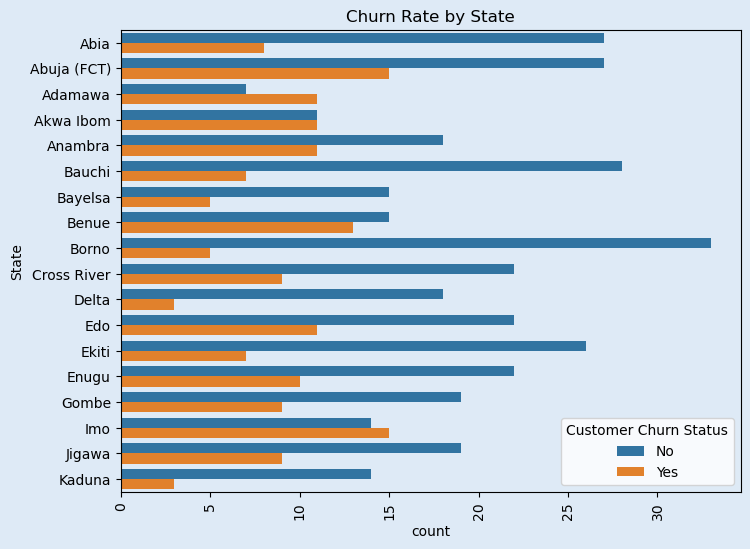 Churn Rate by State
State
Abia
Abuja (FCT)
Adamawa
Akwa Ibom
Anambra
Bauchi
Bayelsa
Benue
Borno
Cross River
Delta
Edo
Ekiti
Enugu
Gombe
Imo
Jigawa
Kaduna
Customer Churn Status
No
Yes
0
5
10
15
20
25
30
count